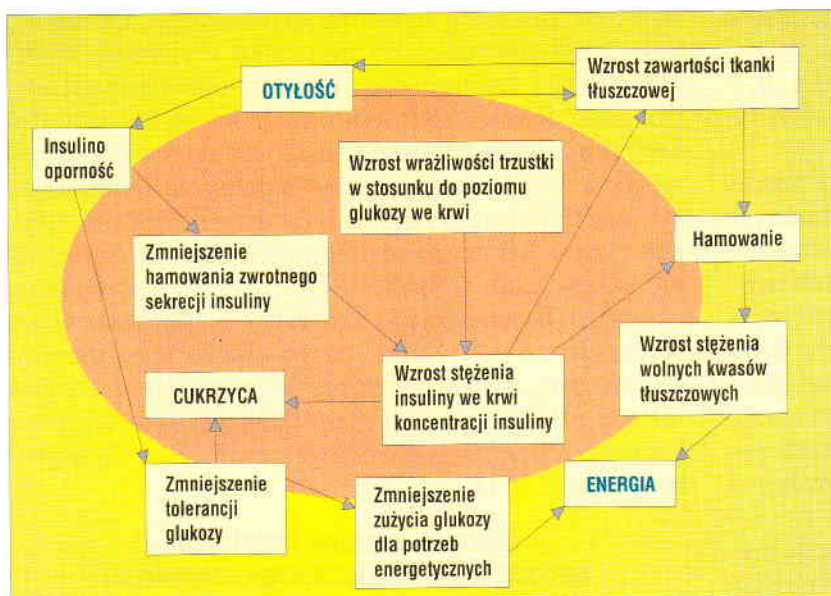 OTYŁOŚĆ
Wzrost zawartości tkanki
tłuszczowej
Insulino
oporność
Wzrost wrażliwości trzustki
w stosunku do poziomu
glukozy we krwi
Zmniejszenie
hamowania zwrotnego
sekrecji insuliny
Hamowanie
Wzrost stężenia
wolnych kwasów
tłuszczowych
CUKRZYCA
Wzrost stężenia
insuliny we krwi
koncentracji insuliny
Zmniejszenie
tolerancji
glukozy
Zmniejszenie
zużycia glukozy
dla potrzeb
energetycznych
ENERGIA